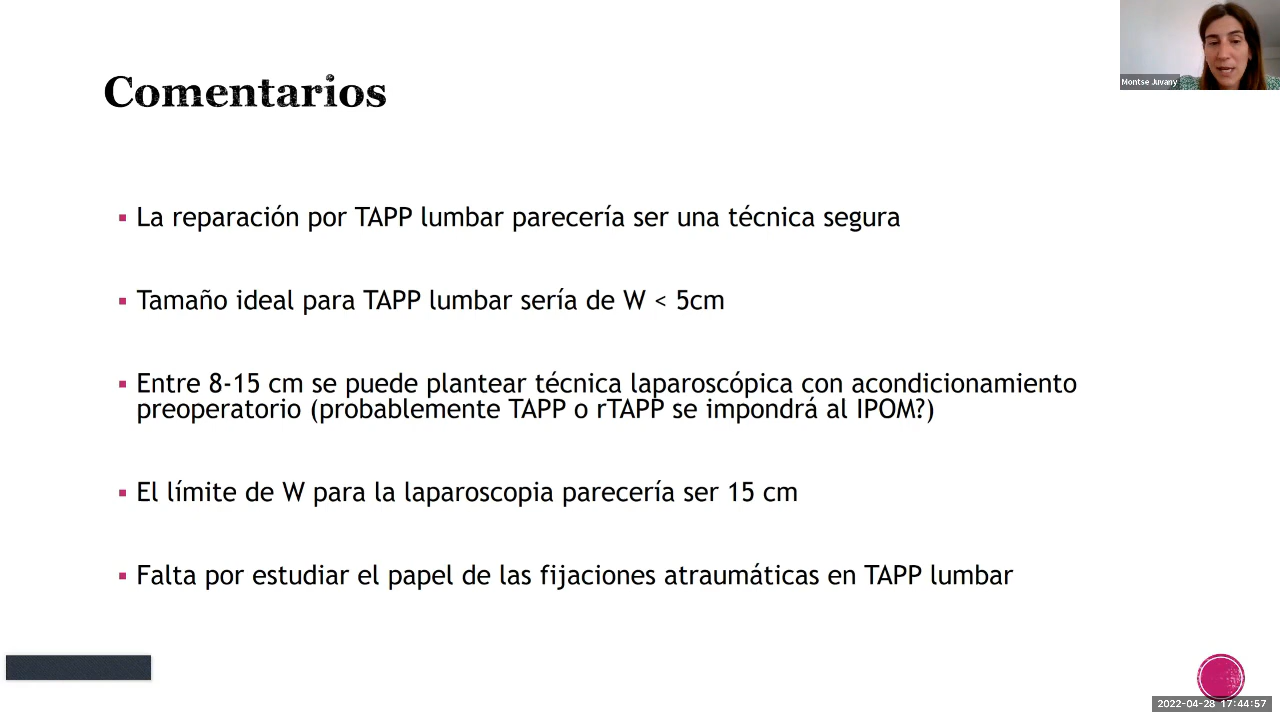 Comentarios
Montse Juvany
La reparación por TAPP lumbar parecería ser una técnica segura
Tamaño ideal para TAPP lumbar sería de W < 5cm
Entre 8-15 cm se puede plantear técnica laparoscópica con acondicionamiento
preoperatorio (probablemente TAPP o rTAPP se impondrá al IPOM?)
El límite de W para la laparoscopia parecería ser 15 cm
Falta por estudiar el papel de las fijaciones atraumáticas en TAPP lumbar
2022-04-28 17:44:57